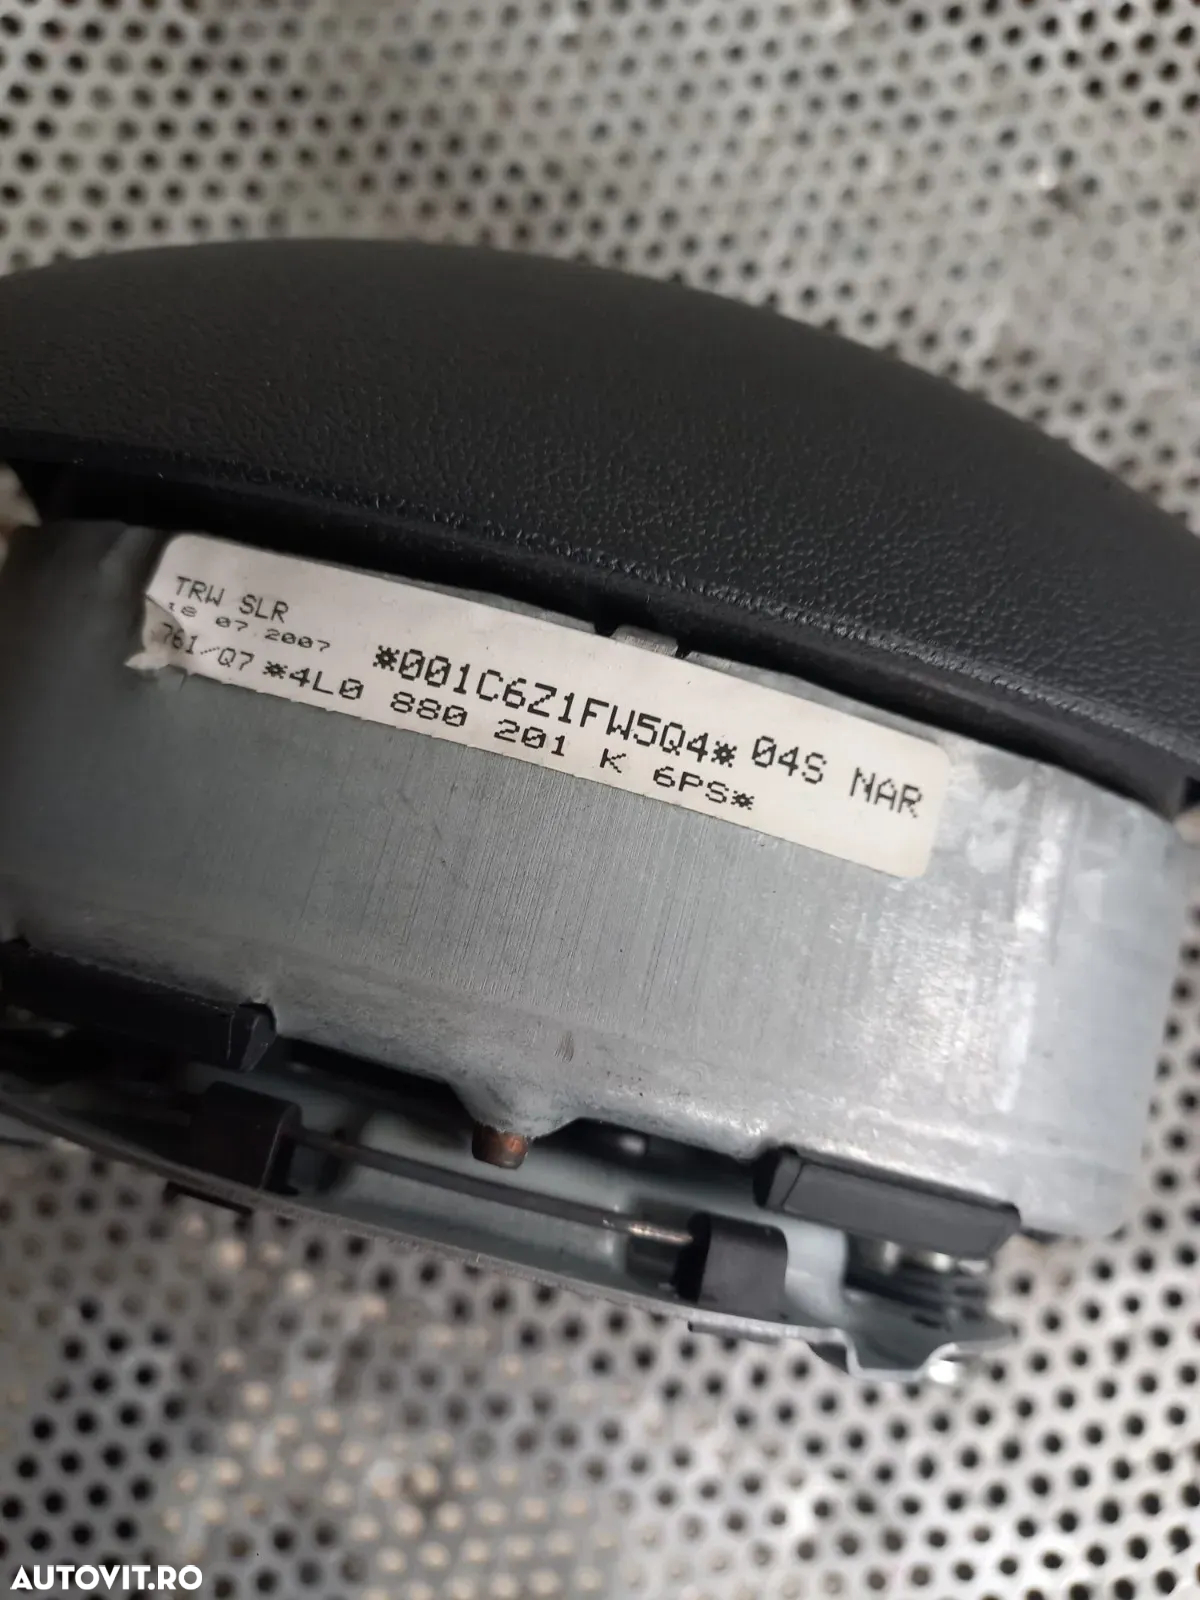 TRW SLR
18 07.2007
761/Q7 *4L0 880 201 K 6PS*
*001C6Z1FW5Q4* 04S NAR
AUTOVIT.RO